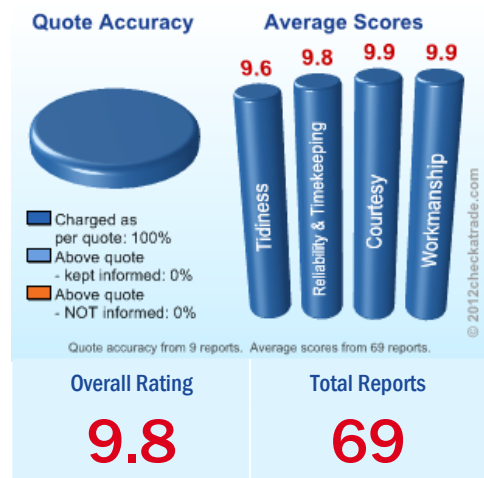 Quote Accuracy
Charged as
per quote: 100%
Above quote
- kept informed: 0%
Above quote
- NOT informed: 0%
Average Scores
9.6
9.8
9.9
9.9
Tidiness
Reliability & Timekeeping
Courtesy
Workmanship
© 2012checkatrade.com
Quote accuracy from 9 reports. Average scores from 69 reports.
Overall Rating
9.8
Total Reports
69